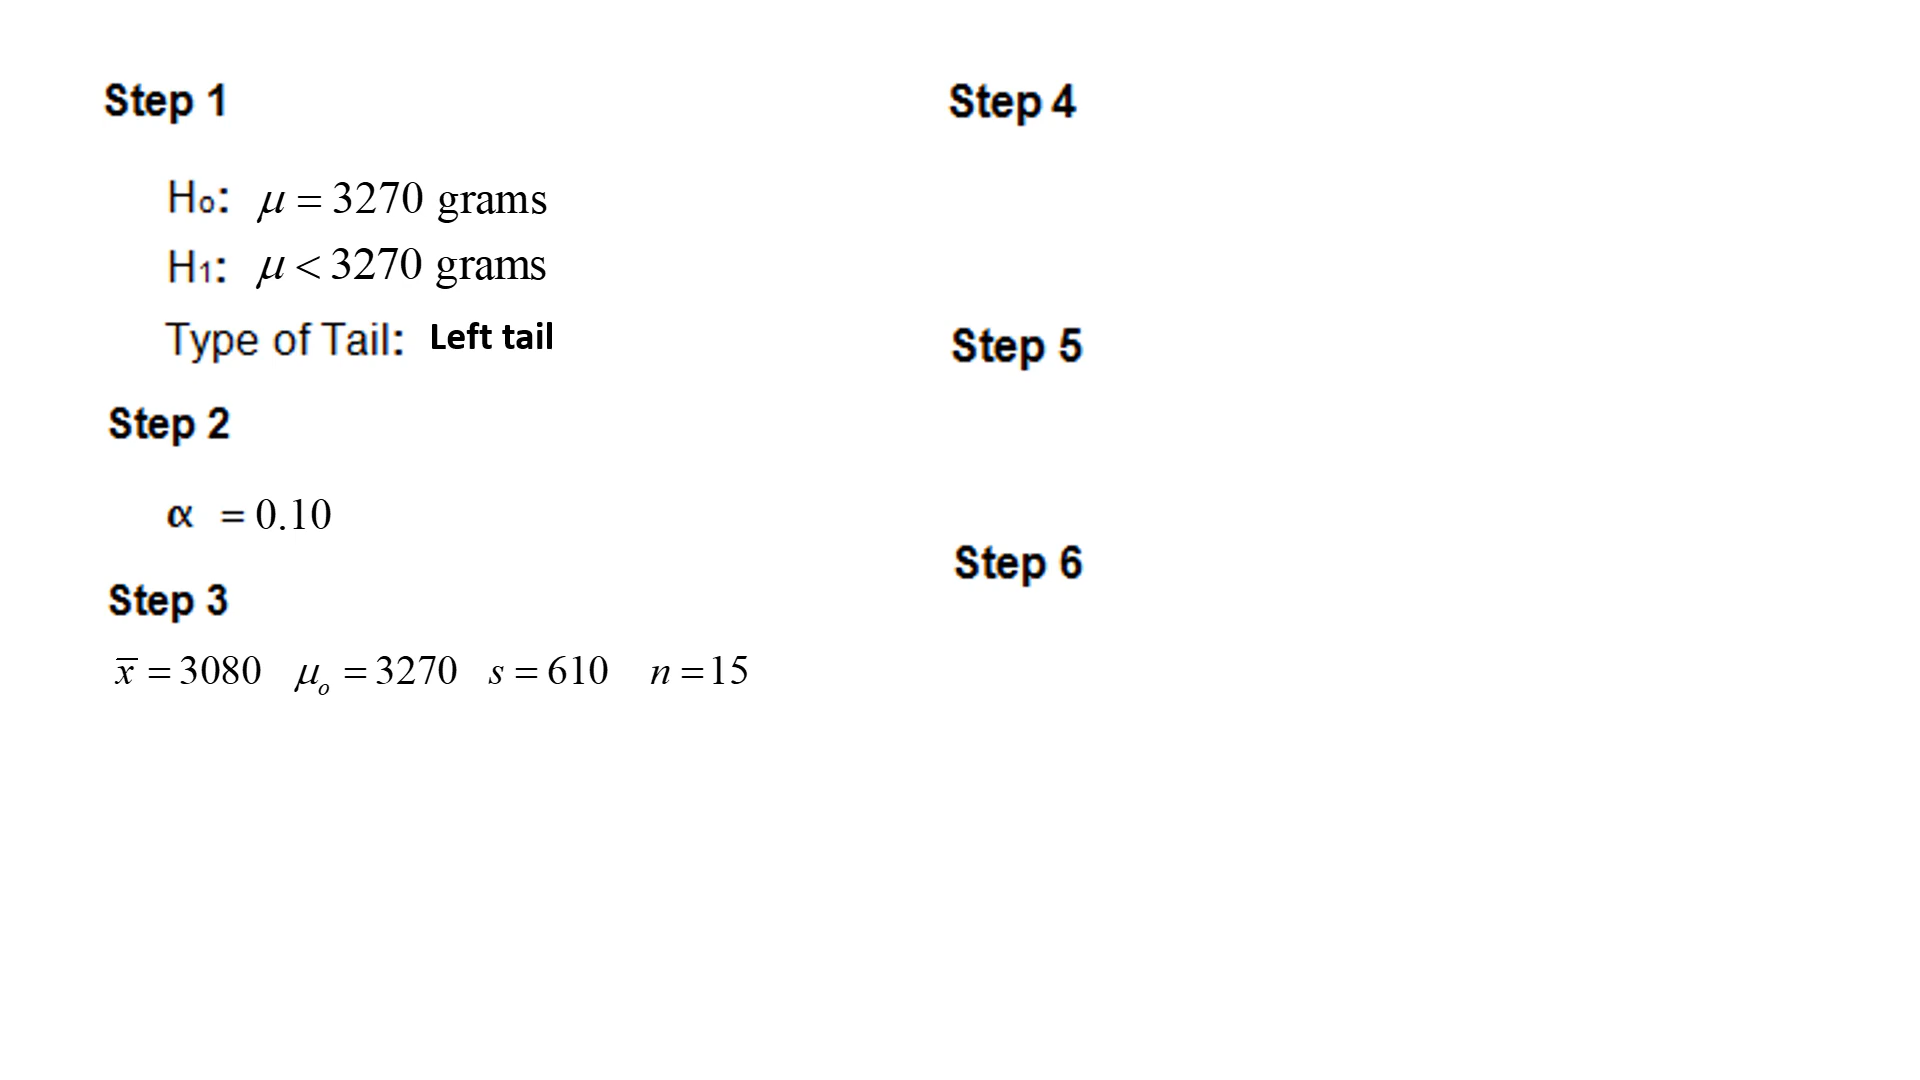 Step 1
H₀: μ = 3270 grams
H₁: μ < 3270 grams
Type of Tail: Left tail
Step 2
α = 0.10
Step 3
x̅ = 3080 μₒ = 3270 s = 610 n = 15
Step 4
Step 5
Step 6